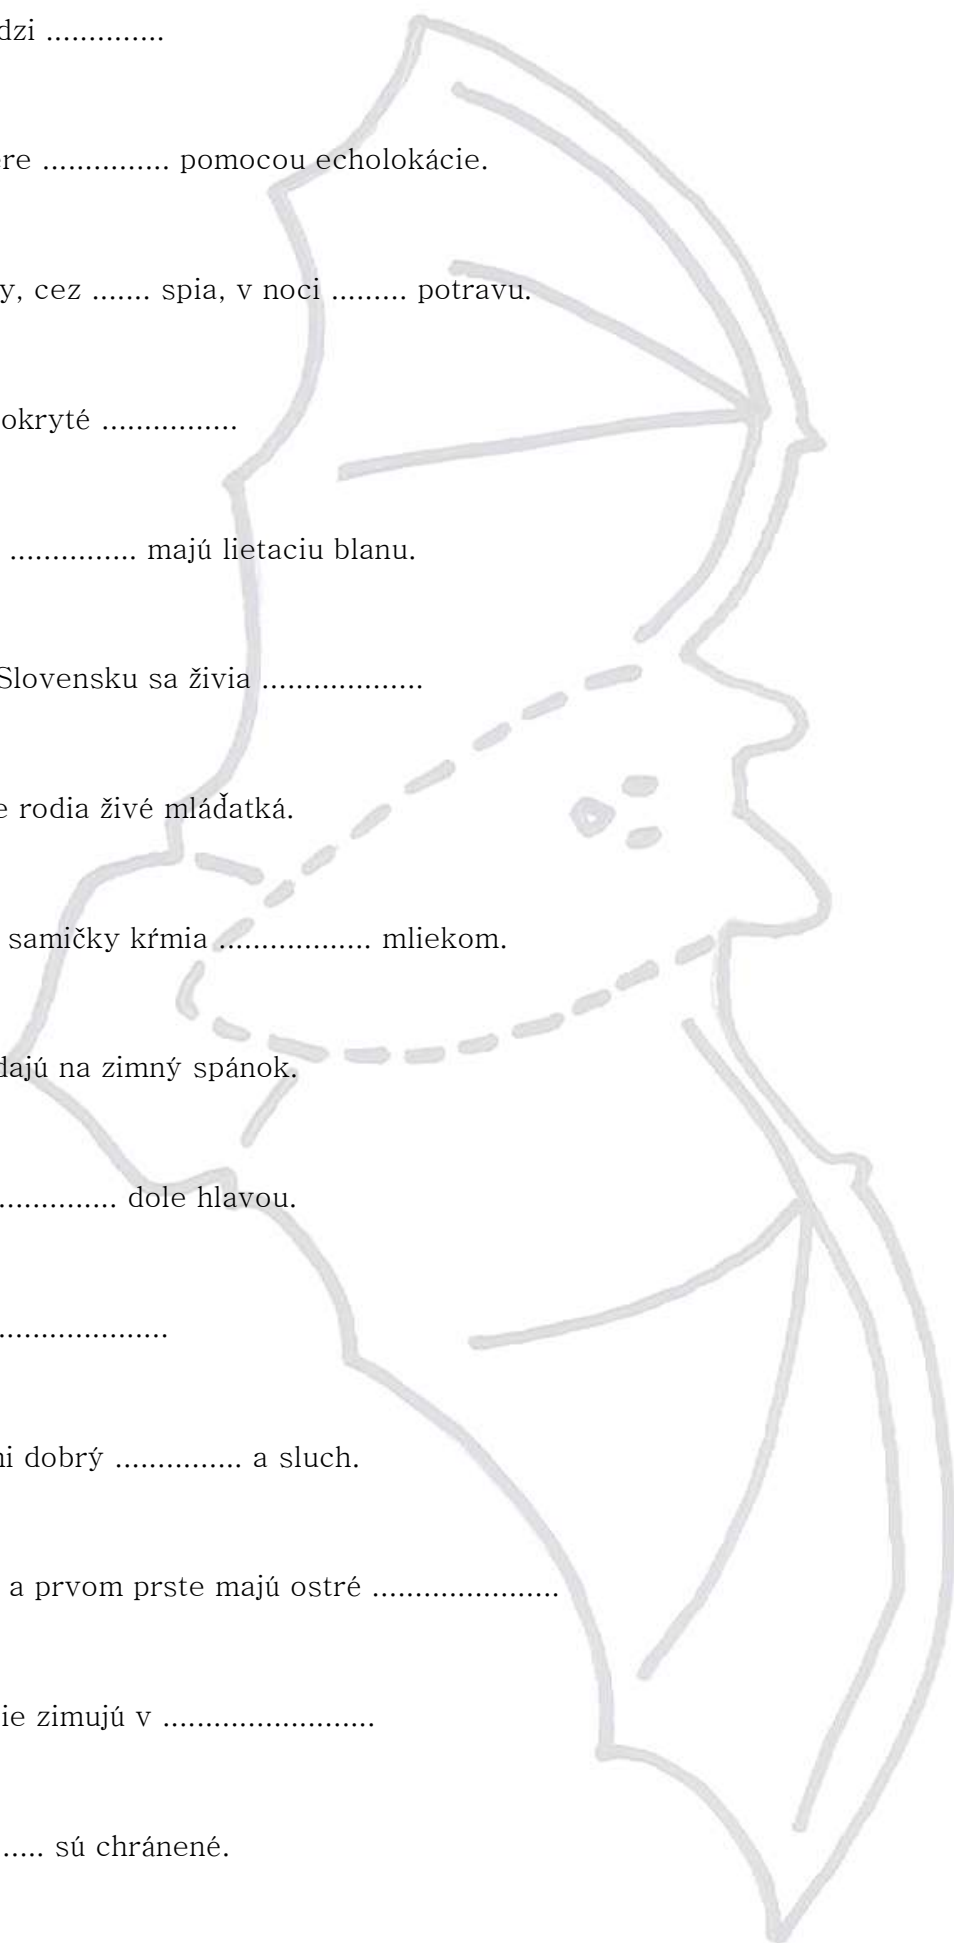 dzi ..............
re ............... pomocou echolokácie.
y, cez ....... spia, v noci ......... potravu.
okryté ................
............... majú lietaciu blanu.
Slovensku sa živia ...................
e rodia živé mláďatká.
samičky kŕmia .................. mliekom.
dajú na zimný spánok.
.............. dole hlavou.
....................
ni dobrý ............... a sluch.
a prvom prste majú ostré ......................
ie zimujú v .........................
..... sú chránené.